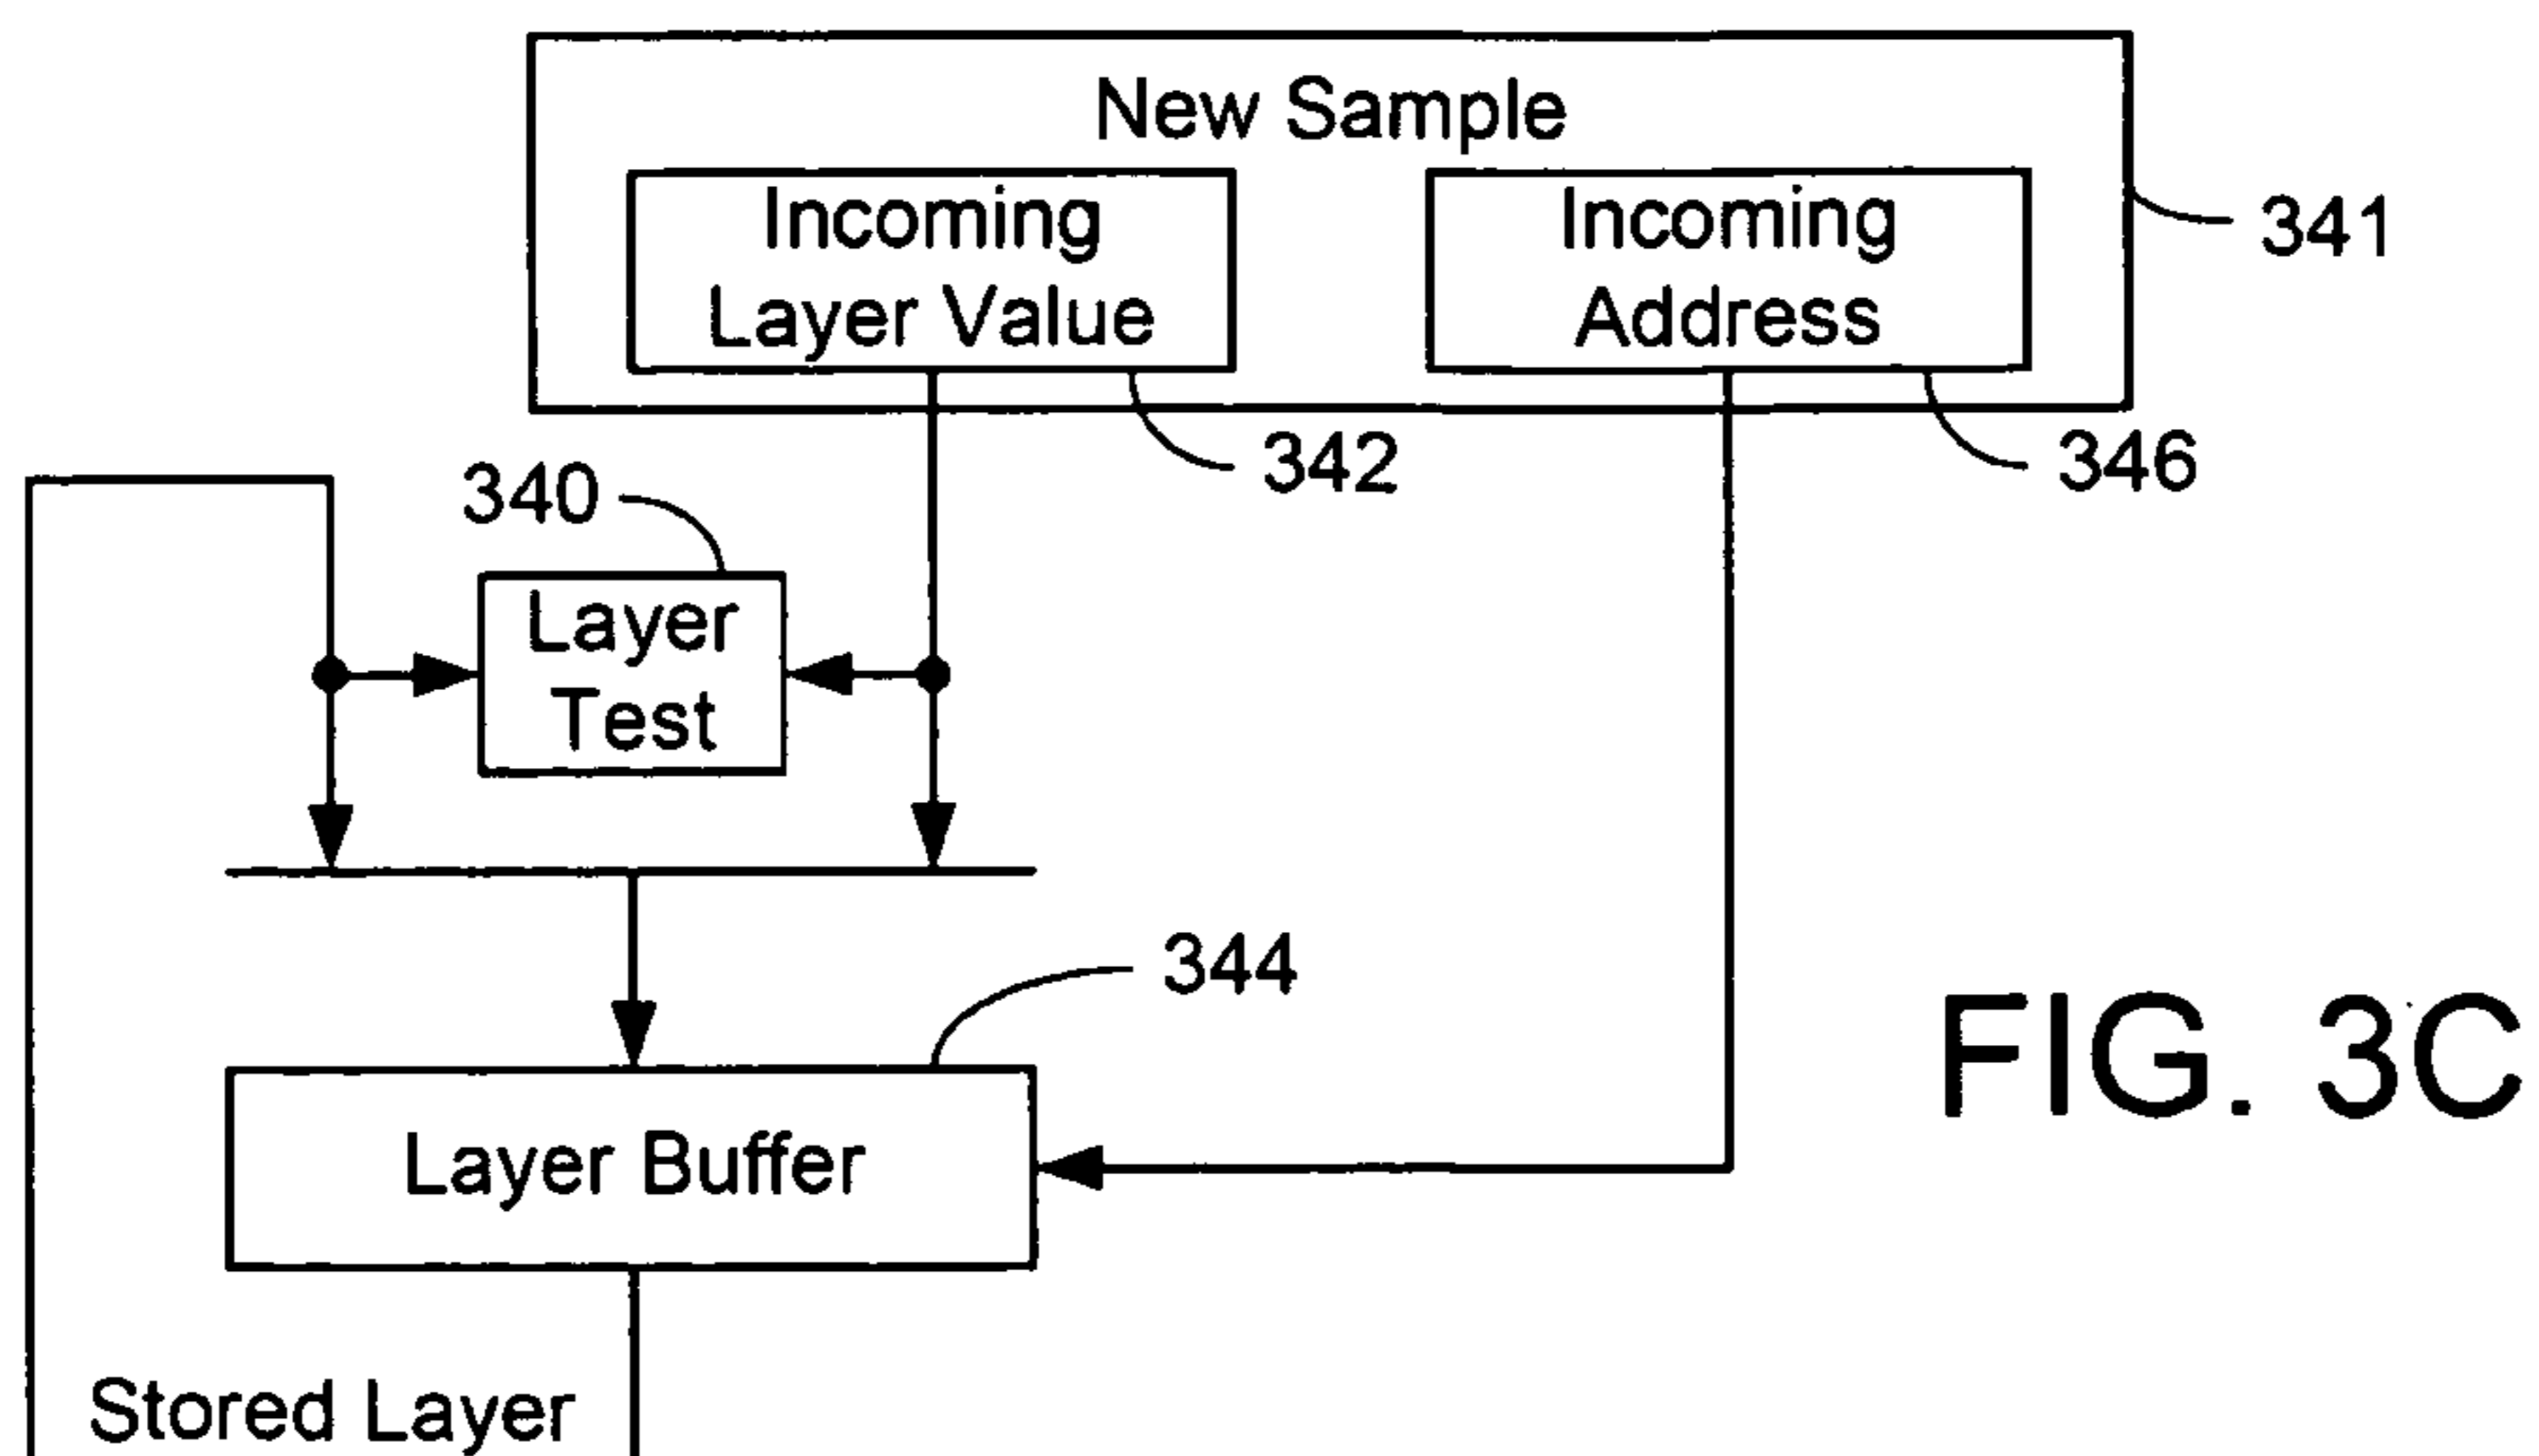 New Sample
Incoming
Layer Value
Incoming
Address
341
342
346
340
Layer
Test
344
Layer Buffer
FIG. 3C
Stored Layer